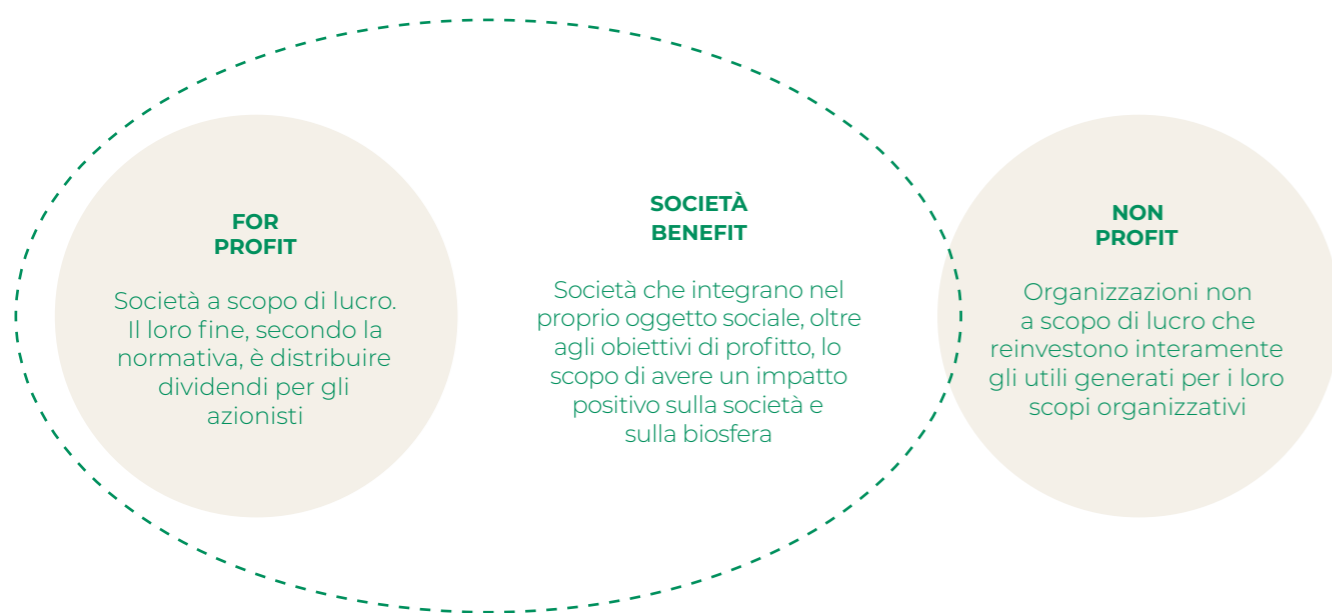 FOR
PROFIT
Società a scopo di lucro.
Il loro fine, secondo la
normativa, è distribuire
dividendi per gli
azionisti
SOCIETÀ
BENEFIT
Società che integrano nel
proprio oggetto sociale, oltre
agli obiettivi di profitto, lo
scopo di avere un impatto
positivo sulla società e
sulla biosfera
NON
PROFIT
Organizzazioni non
a scopo di lucro che
reinvestono interamente
gli utili generati per i loro
scopi organizzativi